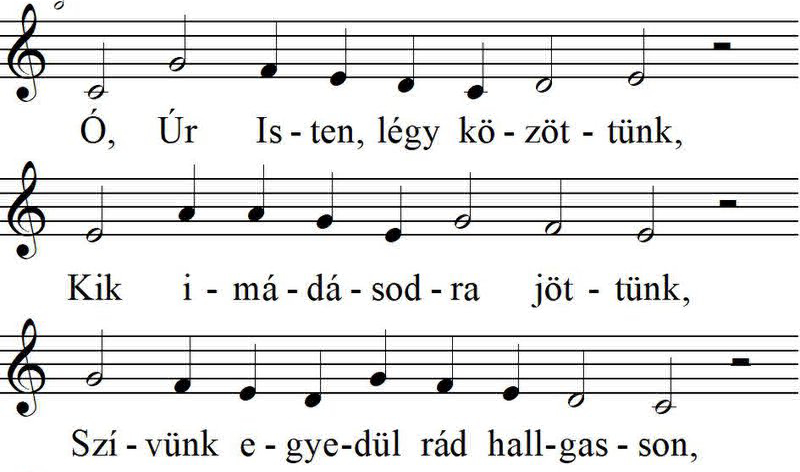 Ó, Úr Is - ten, légy kö - zöt - tünk,
Kik i - má - dá - sod - ra jöt - tünk,
Szí - vünk e - gye-dül rád hall-gas - son,